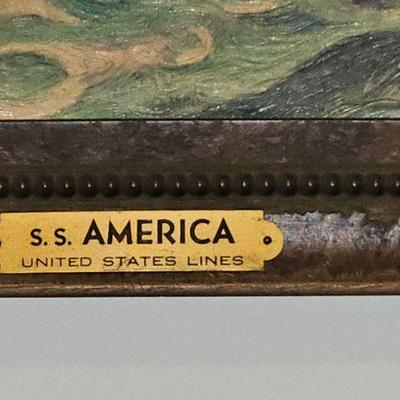 S.S. AMERICA
UNITED STATES LINES